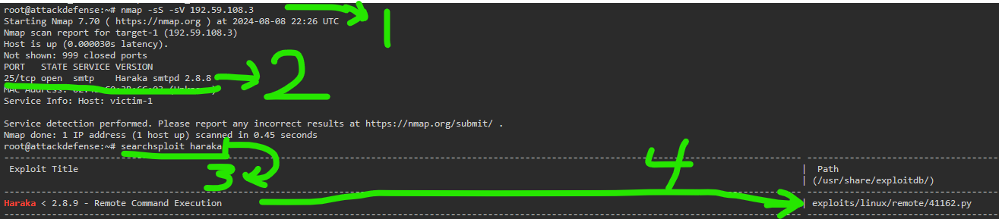 root@attackdefense:~# nmap -sS -sV 192.59.108.3
1
Starting Nmap 7.70 ( https://nmap.org ) at 2024-08-08 22:26 UTC
Nmap scan report for target-1 (192.59.108.3)
Host is up (0.000030s latency).
Not shown: 999 closed ports
PORT   STATE SERVICE VERSION
25/tcp open  smtp    Haraka smtpd 2.8.8
2
MAC Address:
Service Info: Host: victim-1
Service detection performed. Please report any incorrect results at https://nmap.org/submit/ .
Nmap done: 1 IP address (1 host up) scanned in 0.45 seconds
root@attackdefense:~# searchsploit haraka
3
4
Exploit Title | Path
| (/usr/share/exploitdb/)
Haraka < 2.8.9 - Remote Command Execution | exploits/linux/remote/41162.py